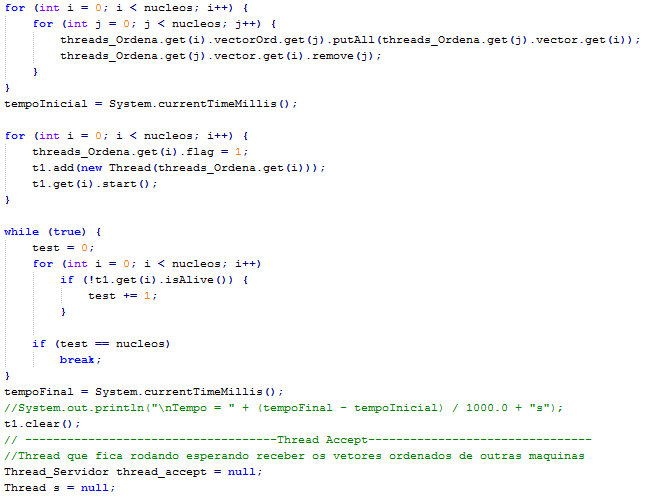 for (int i = 0; i < nucleos; i++) {
for (int j = 0; j < nucleos; j++) {
threads_Ordena.get(i).vectorOrd.get(j).putAll(threads_Ordena.get(j).vector.get(i));
threads_Ordena.get(j).vector.get(i).remove(j);
}
}
tempoInicial = System.currentTimeMillis();
for (int i = 0; i < nucleos; i++) {
threads_Ordena.get(i).flag = 1;
t1.add(new Thread(threads_Ordena.get(i)));
t1.get(i).start();
}
while (true) {
test = 0;
for (int i = 0; i < nucleos; i++)
if (!t1.get(i).isAlive()) {
test += 1;
}
if (test == nucleos)
break;
}
tempoFinal = System.currentTimeMillis();
//System.out.println("\nTempo = " + (tempoFinal - tempoInicial) / 1000.0 + "s");
t1.clear();
// ------------------------------------Thread Accept--------------------------------
//Thread que fica rodando esperando receber os vetores ordenados de outras maquinas
Thread_Servidor thread_accept = null;
Thread s = null;